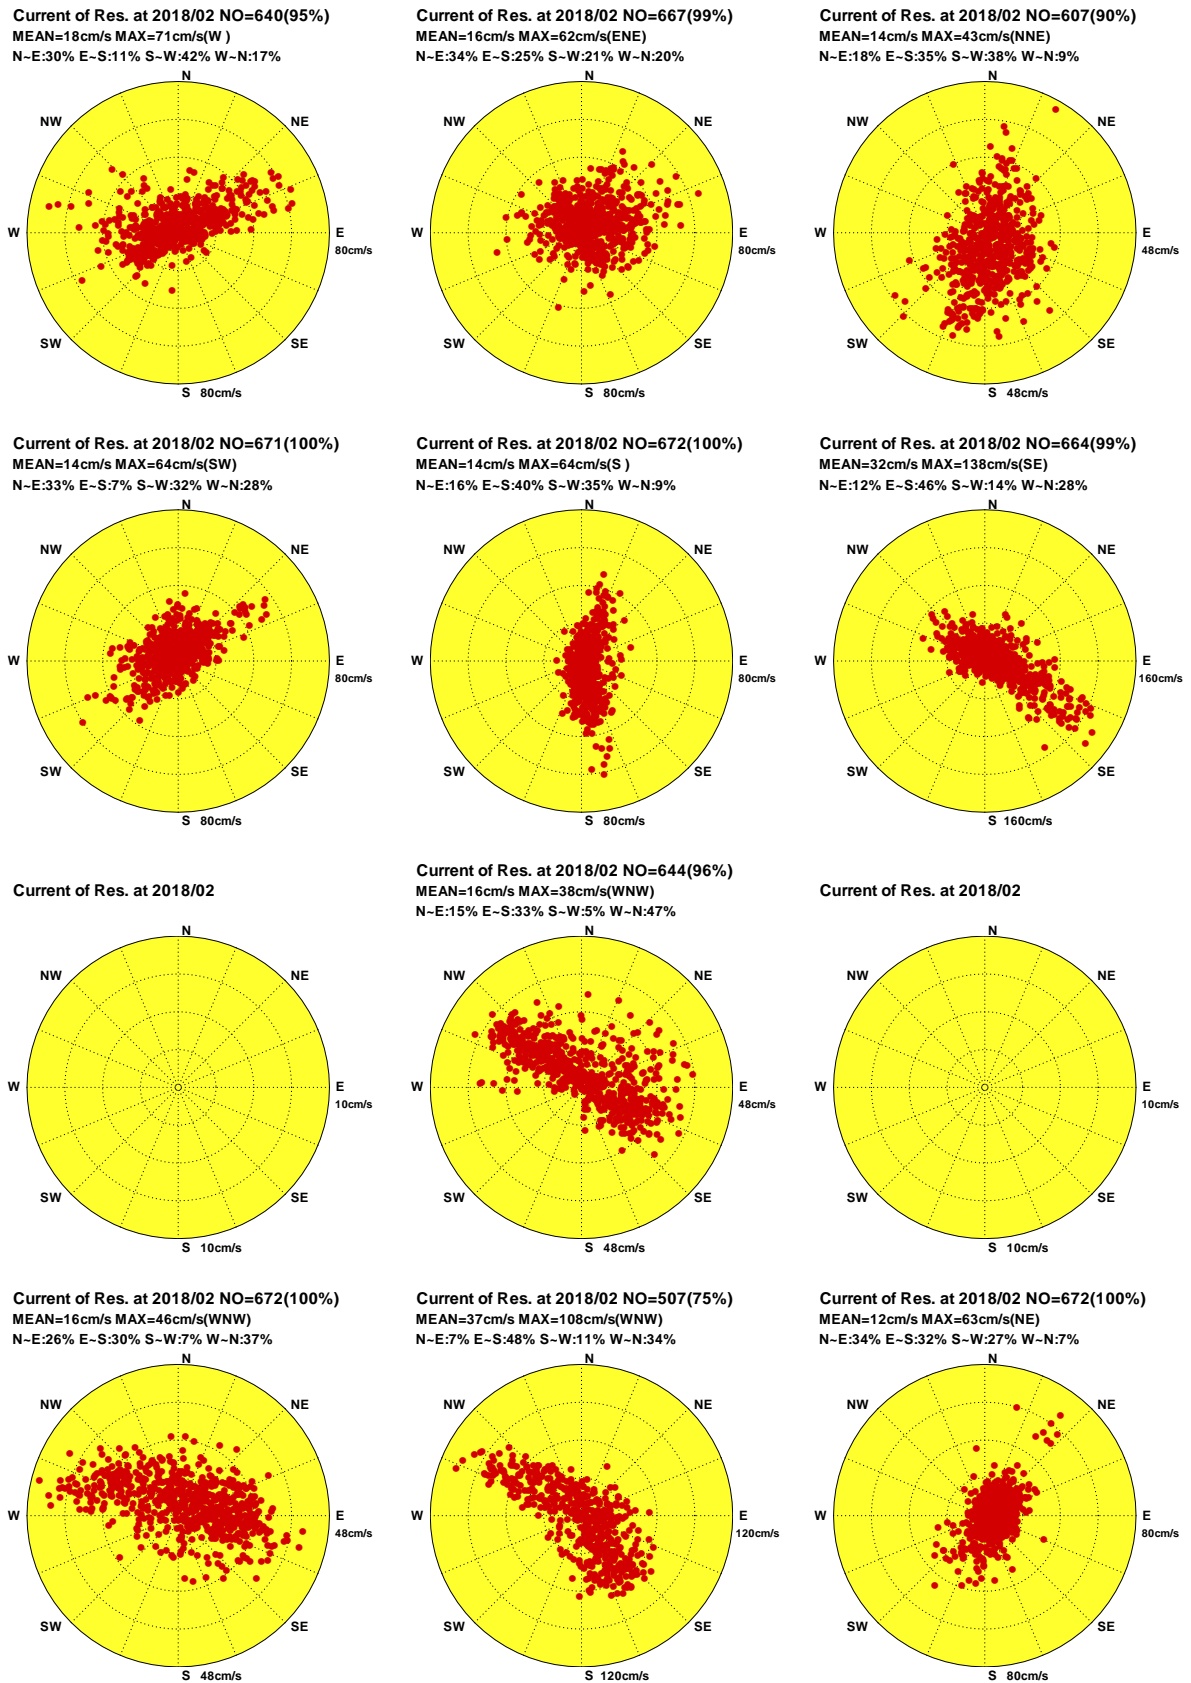 Current of Res. at 2018/02 NO=640(95%)
MEAN=18cm/s MAX=71cm/s(W )
N~E:30% E~S:11% S~W:42% W~N:17%
N
NW
NE
W
E
80cm/s
SW
SE
S 80cm/s
Current of Res. at 2018/02 NO=667(99%)
MEAN=16cm/s MAX=62cm/s(ENE)
N~E:34% E~S:25% S~W:21% W~N:20%
N
NW
NE
W
E
80cm/s
SW
SE
S 80cm/s
Current of Res. at 2018/02 NO=607(90%)
MEAN=14cm/s MAX=43cm/s(NNE)
N~E:18% E~S:35% S~W:38% W~N:9%
N
NW
NE
W
E
48cm/s
SW
SE
S 48cm/s
Current of Res. at 2018/02 NO=671(100%)
MEAN=14cm/s MAX=64cm/s(SW)
N~E:33% E~S:7% S~W:32% W~N:28%
N
NW
NE
W
E
80cm/s
SW
SE
S 80cm/s
Current of Res. at 2018/02 NO=672(100%)
MEAN=14cm/s MAX=64cm/s(S )
N~E:16% E~S:40% S~W:35% W~N:9%
N
NW
NE
W
E
80cm/s
SW
SE
S 80cm/s
Current of Res. at 2018/02 NO=664(99%)
MEAN=32cm/s MAX=138cm/s(SE)
N~E:12% E~S:46% S~W:14% W~N:28%
N
NW
NE
W
E
160cm/s
SW
SE
S 160cm/s
Current of Res. at 2018/02
N
NW
NE
W
E
10cm/s
SW
SE
S 10cm/s
Current of Res. at 2018/02 NO=644(96%)
MEAN=16cm/s MAX=38cm/s(WNW)
N~E:15% E~S:33% S~W:5% W~N:47%
N
NW
NE
W
E
48cm/s
SW
SE
S 48cm/s
Current of Res. at 2018/02
N
NW
NE
W
E
10cm/s
SW
SE
S 10cm/s
Current of Res. at 2018/02 NO=672(100%)
MEAN=16cm/s MAX=46cm/s(WNW)
N~E:26% E~S:30% S~W:7% W~N:37%
N
NW
NE
W
E
48cm/s
SW
SE
S 48cm/s
Current of Res. at 2018/02 NO=507(75%)
MEAN=37cm/s MAX=108cm/s(WNW)
N~E:7% E~S:48% S~W:11% W~N:34%
N
NW
NE
W
E
120cm/s
SW
SE
S 120cm/s
Current of Res. at 2018/02 NO=672(100%)
MEAN=12cm/s MAX=63cm/s(NE)
N~E:34% E~S:32% S~W:27% W~N:7%
N
NW
NE
W
E
80cm/s
SW
SE
S 80cm/s